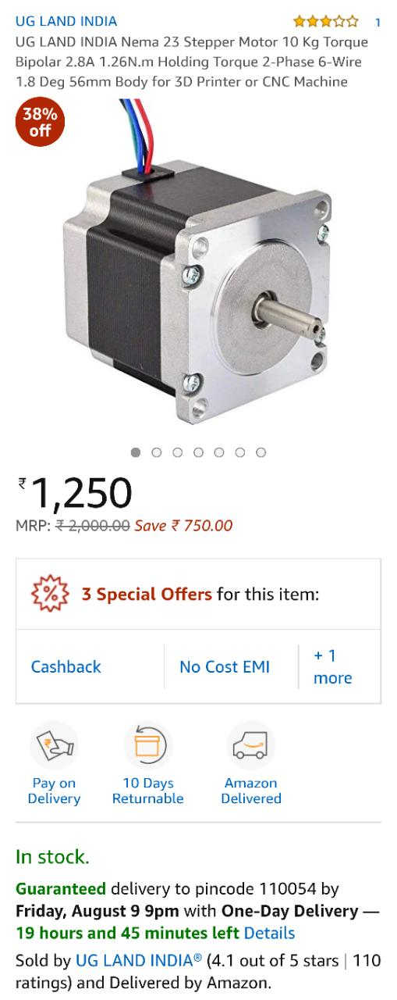 UG LAND INDIA 1
UG LAND INDIA Nema 23 Stepper Motor 10 Kg Torque
Bipolar 2.8A 1.26N.m Holding Torque 2-Phase 6-Wire
1.8 Deg 56mm Body for 3D Printer or CNC Machine
38%
off
₹1,250
MRP: ₹ 2,000.00 Save ₹ 750.00
3 Special Offers for this item:
Cashback
No Cost EMI
+ 1
more
Pay on
Delivery
10 Days
Returnable
Amazon
Delivered
In stock.
Guaranteed delivery to pincode 110054 by
Friday, August 9 9pm with One-Day Delivery —
19 hours and 45 minutes left Details
Sold by UG LAND INDIA® (4.1 out of 5 stars | 110
ratings) and Delivered by Amazon.